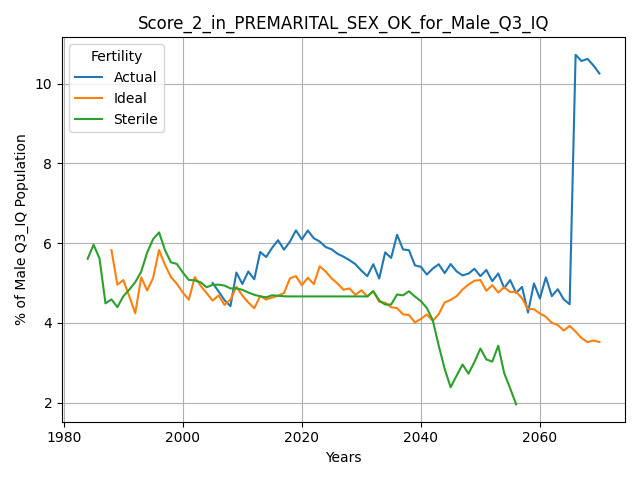 Score_2_in_PREMARITAL_SEX_OK_for_Male_Q3_IQ
Fertility
Actual
Ideal
Sterile
% of Male Q3_IQ Population
10
8
6
4
2
1980 2000 2020 2040 2060
Years